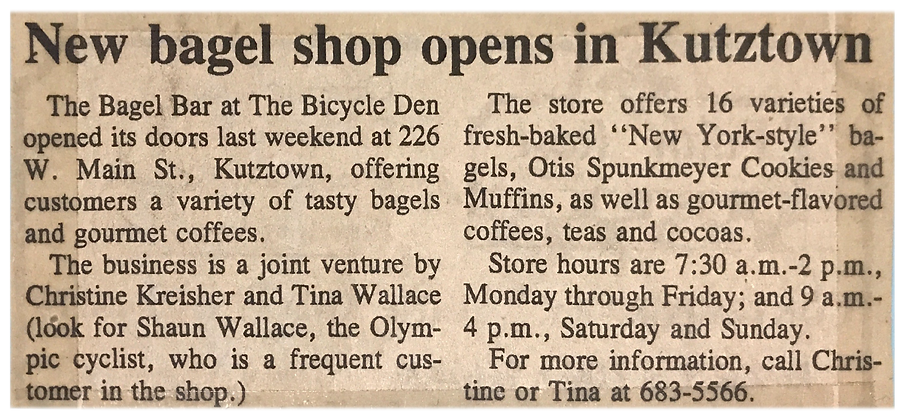 New bagel shop opens in Kutztown
The Bagel Bar at The Bicycle Den
opened its doors last weekend at 226
W. Main St., Kutztown, offering
customers a variety of tasty bagels
and gourmet coffees.
The business is a joint venture by
Christine Kreisher and Tina Wallace
(look for Shaun Wallace, the Olym-
pic cyclist, who is a frequent cus-
tomer in the shop.)
The store offers 16 varieties of
fresh-baked “New York-style” ba-
gels, Otis Spunkmeyer Cookies and
Muffins, as well as gourmet-flavored
coffees, teas and cocoas.
Store hours are 7:30 a.m.-2 p.m.,
Monday through Friday; and 9 a.m.-
4 p.m., Saturday and Sunday.
For more information, call Chris-
tine or Tina at 683-5566.